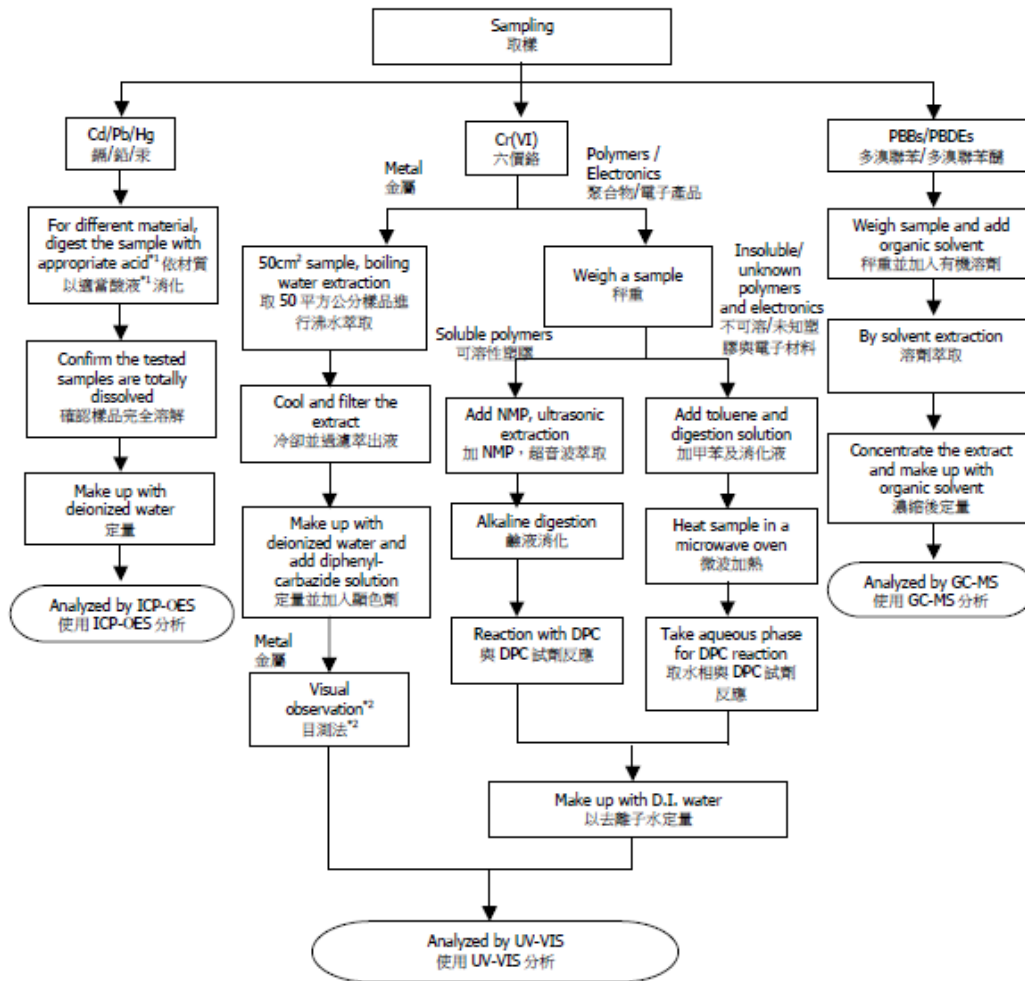 Sampling
取樣
Cd/Pb/Hg
鎘/鉛/汞
For different material,
digest the sample with
appropriate acid*1 依材質
以適當酸液*1 消化
Confirm the tested
samples are totally
dissolved
確認樣品完全溶解
Make up with
deionized water
定量
Analyzed by ICP-OES
使用 ICP-OES 分析
Cr(VI)
六價鉻
Metal
金屬
Polymers /
Electronics
聚合物/電子產品
50cm² sample, boiling
water extraction
取 50 平方公分樣品進
行沸水萃取
Cool and filter the
extract
冷卻並過濾萃出液
Make up with
deionized water and
add diphenyl-
carbazide solution
定量並加入顯色劑
Metal
金屬
Visual
observation*2
目測法*2
Weigh a sample
秤重
Soluble polymers
可溶性塑膠
Insoluble/
unknown
polymers
and electronics
不可溶/未知塑
膠與電子材料
Add NMP, ultrasonic
extraction
加 NMP，超音波萃取
Alkaline digestion
鹼液消化
Reaction with DPC
與 DPC 試劑反應
Add toluene and
digestion solution
加甲苯及消化液
Heat sample in a
microwave oven
微波加熱
Take aqueous phase
for DPC reaction
取水相與 DPC 試劑
反應
Make up with D.I. water
以去離子水定量
Analyzed by UV-VIS
使用 UV-VIS 分析
PBBs/PBDEs
多溴聯苯/多溴聯苯醚
Weigh sample and add
organic solvent
秤重並加入有機溶劑
By solvent extraction
溶劑萃取
Concentrate the extract
and make up with
organic solvent
濃縮後定量
Analyzed by GC-MS
使用 GC-MS 分析